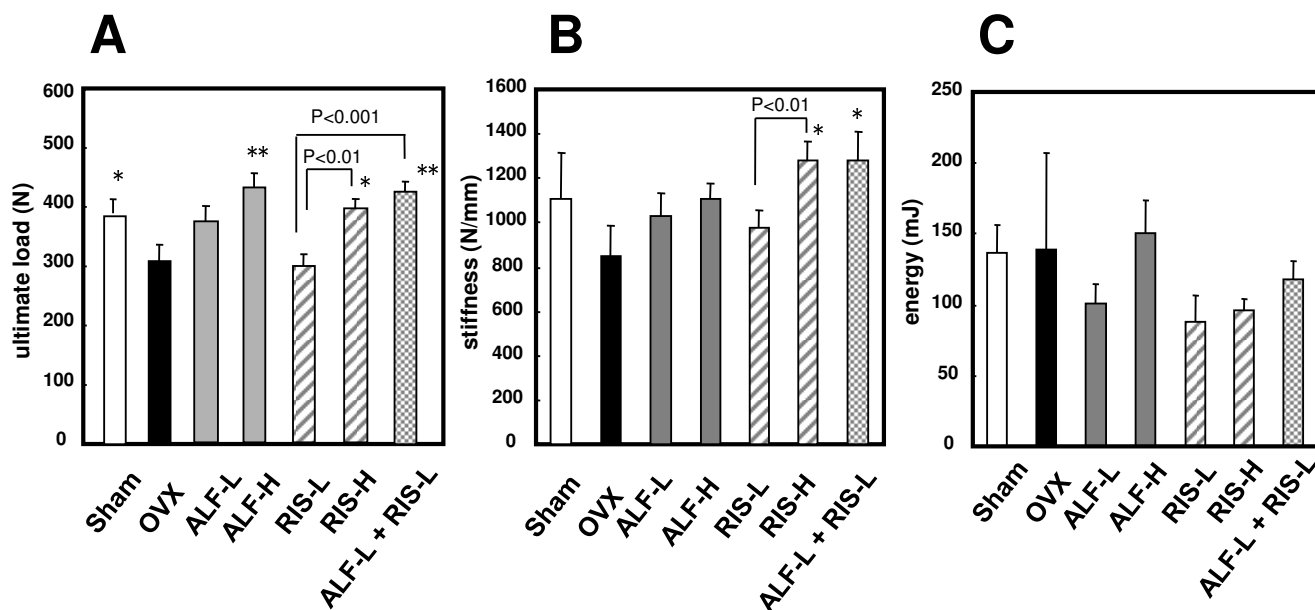 A
ultimate load (N)
600
500
400
300
200
100
0
*
**
P<0.001
P<0.01
*
**
Sham
OVX
ALF-L
ALF-H
RIS-L
RIS-H
ALF-L + RIS-L
B
stiffness (N/mm)
1600
1400
1200
1000
800
600
400
200
0
P<0.01
*
*
Sham
OVX
ALF-L
ALF-H
RIS-L
RIS-H
ALF-L + RIS-L
C
energy (mJ)
250
200
150
100
50
0
Sham
OVX
ALF-L
ALF-H
RIS-L
RIS-H
ALF-L + RIS-L